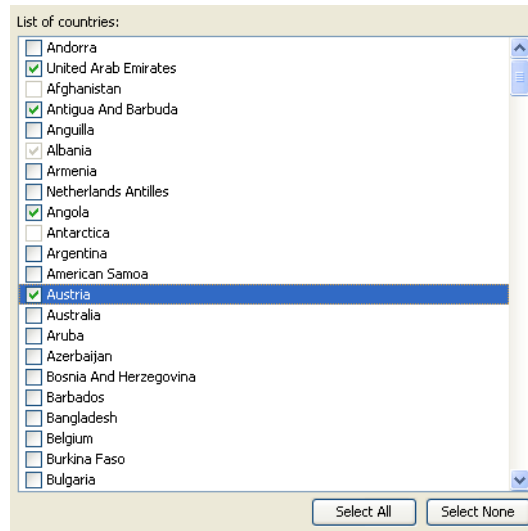 List of countries:
Andorra
United Arab Emirates
Afghanistan
Antigua And Barbuda
Anguilla
Albania
Armenia
Netherlands Antilles
Angola
Antarctica
Argentina
American Samoa
Austria
Australia
Aruba
Azerbaijan
Bosnia And Herzegovina
Barbados
Bangladesh
Belgium
Burkina Faso
Bulgaria
Select All Select None